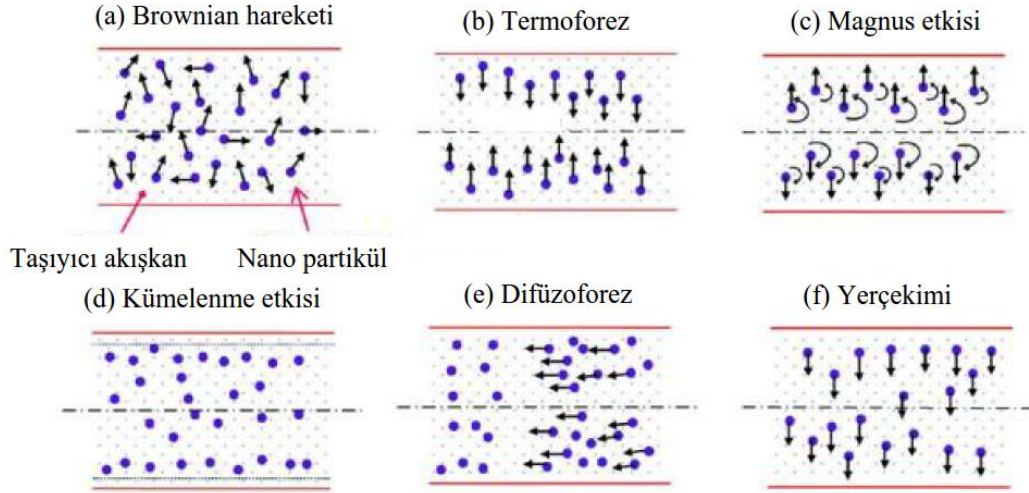 (a) Brownian hareketi
(b) Termoforez
(c) Magnus etkisi
Taşıyıcı akışkan
Nano partikül
(d) Kümelenme etkisi
(e) Difüzoforez
(f) Yerçekimi